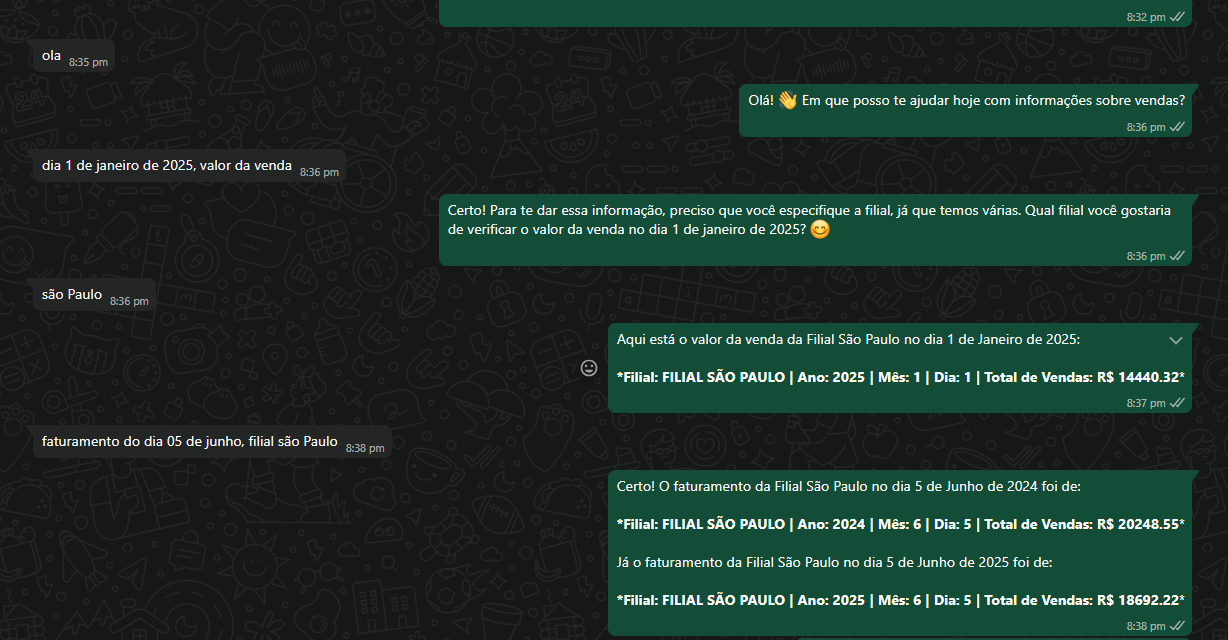 8:32 pm
ola 8:35 pm
Olá! 👋 Em que posso te ajudar hoje com informações sobre vendas?
8:36 pm
dia 1 de janeiro de 2025, valor da venda 8:36 pm
Certo! Para te dar essa informação, preciso que você especifique a filial, já que temos várias. Qual filial você gostaria
de verificar o valor da venda no dia 1 de janeiro de 2025? 😊
8:36 pm
são Paulo 8:36 pm
Aqui está o valor da venda da Filial São Paulo no dia 1 de Janeiro de 2025:
*Filial: FILIAL SÃO PAULO | Ano: 2025 | Mês: 1 | Dia: 1 | Total de Vendas: R$ 14440.32*
8:37 pm
faturamento do dia 05 de junho, filial são Paulo 8:38 pm
Certo! O faturamento da Filial São Paulo no dia 5 de Junho de 2024 foi de:
*Filial: FILIAL SÃO PAULO | Ano: 2024 | Mês: 6 | Dia: 5 | Total de Vendas: R$ 20248.55*
Já o faturamento da Filial São Paulo no dia 5 de Junho de 2025 foi de:
*Filial: FILIAL SÃO PAULO | Ano: 2025 | Mês: 6 | Dia: 5 | Total de Vendas: R$ 18692.22*
8:38 pm